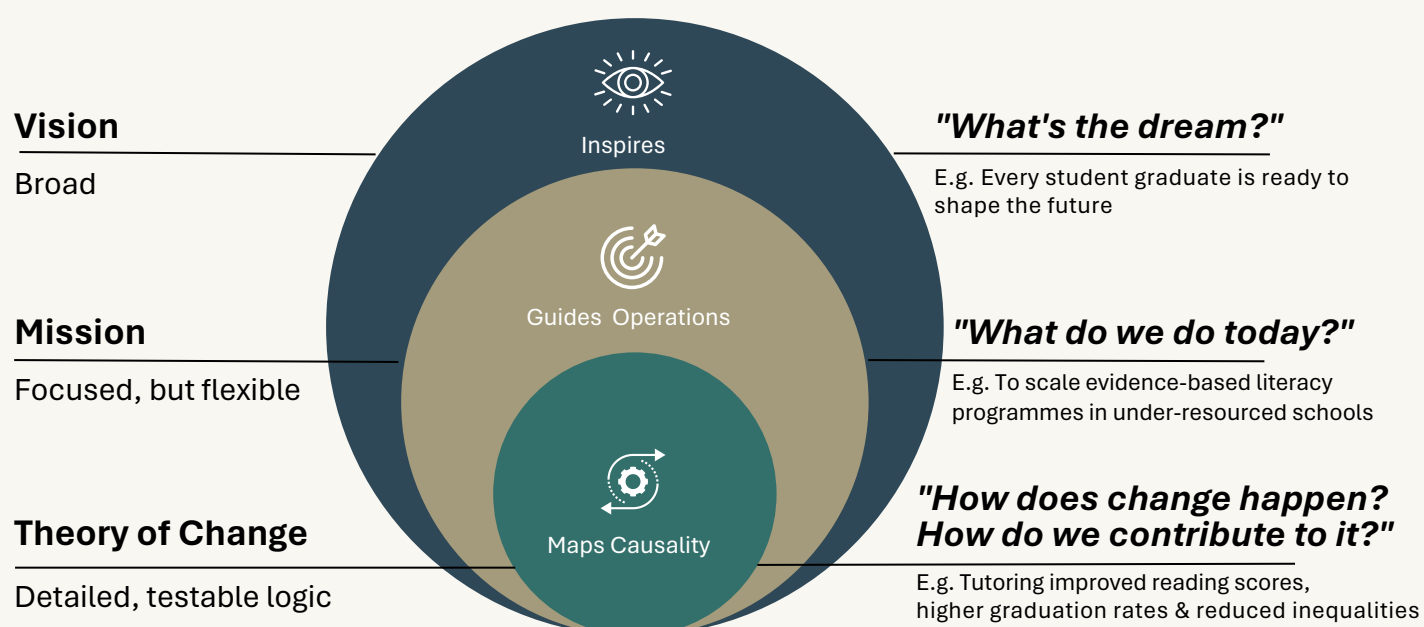 Inspires
Vision
"What's the dream?"
Broad
E.g. Every student graduate is ready to
shape the future
Guides Operations
Mission
"What do we do today?"
Focused, but flexible
E.g. To scale evidence-based literacy
programmes in under-resourced schools
"How does change happen?
How do we contribute to it?"
Theory of Change
Maps Causality
Detailed, testable logic
E.g. Tutoring improved reading scores,
higher graduation rates & reduced inequalities